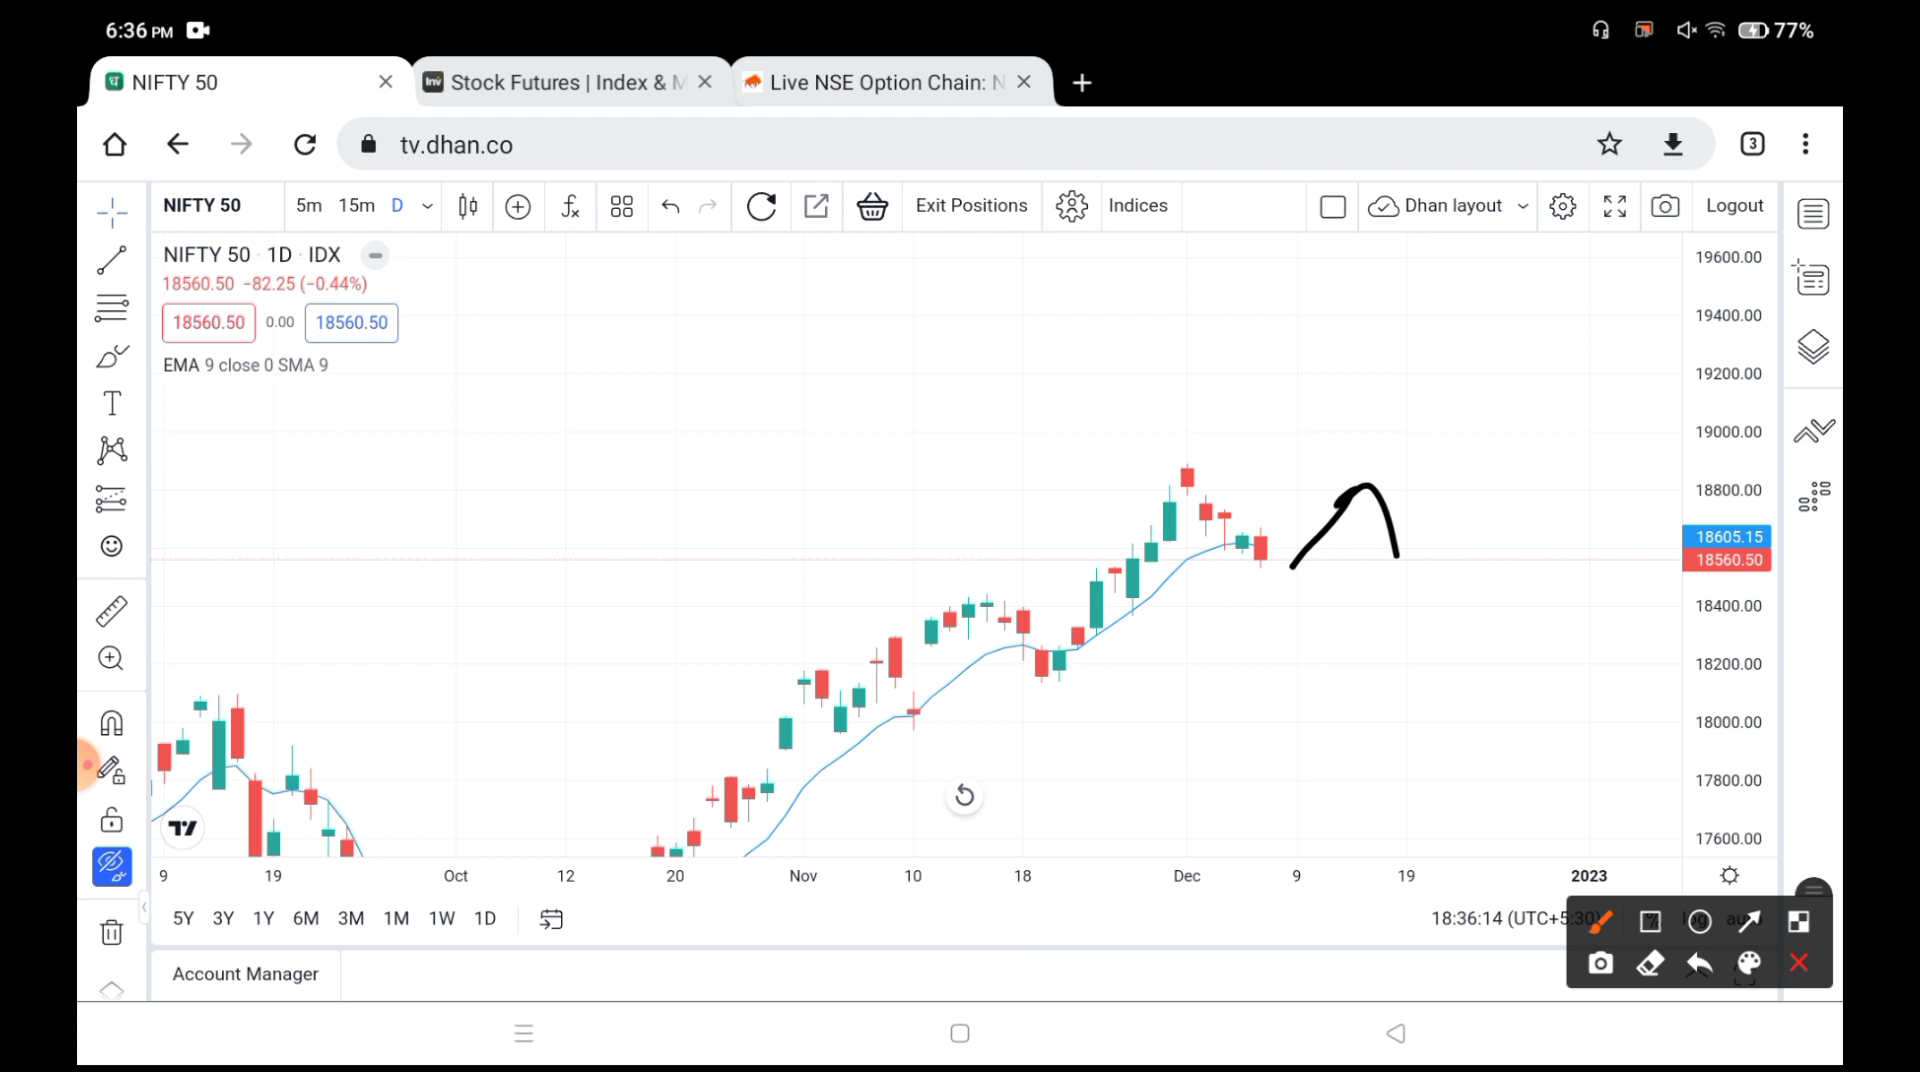 6:36 PM 77%
NIFTY 50 Stock Futures | Index & M Live NSE Option Chain: N
tv.dhan.co 3
NIFTY 50 5m 15m D Exit Positions Indices Dhan layout Logout
NIFTY 50 · 1D · IDX
18560.50 −82.25 (−0.44%)
18560.50 0.00 18560.50
EMA 9 close 0 SMA 9
19600.00
19400.00
19200.00
19000.00
18800.00
18605.15
18560.50
18400.00
18200.00
18000.00
17800.00
17600.00
9 19 Oct 12 20 Nov 10 18 Dec 9 19 2023
5Y 3Y 1Y 6M 3M 1M 1W 1D 18:36:14 (UTC+5:30)
Account Manager